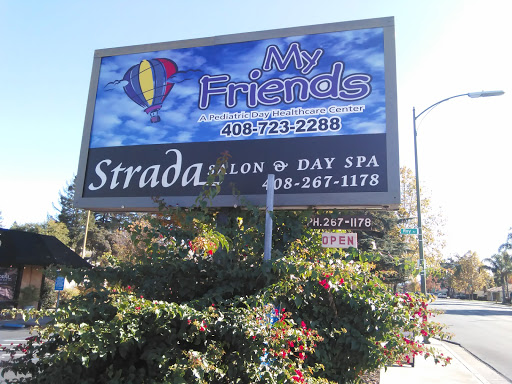 My
Friends
A Pediatric Day Healthcare Center
408-723-2288
Strada SALON & DAY SPA
408-267-1178
PH.267-1178
OPEN